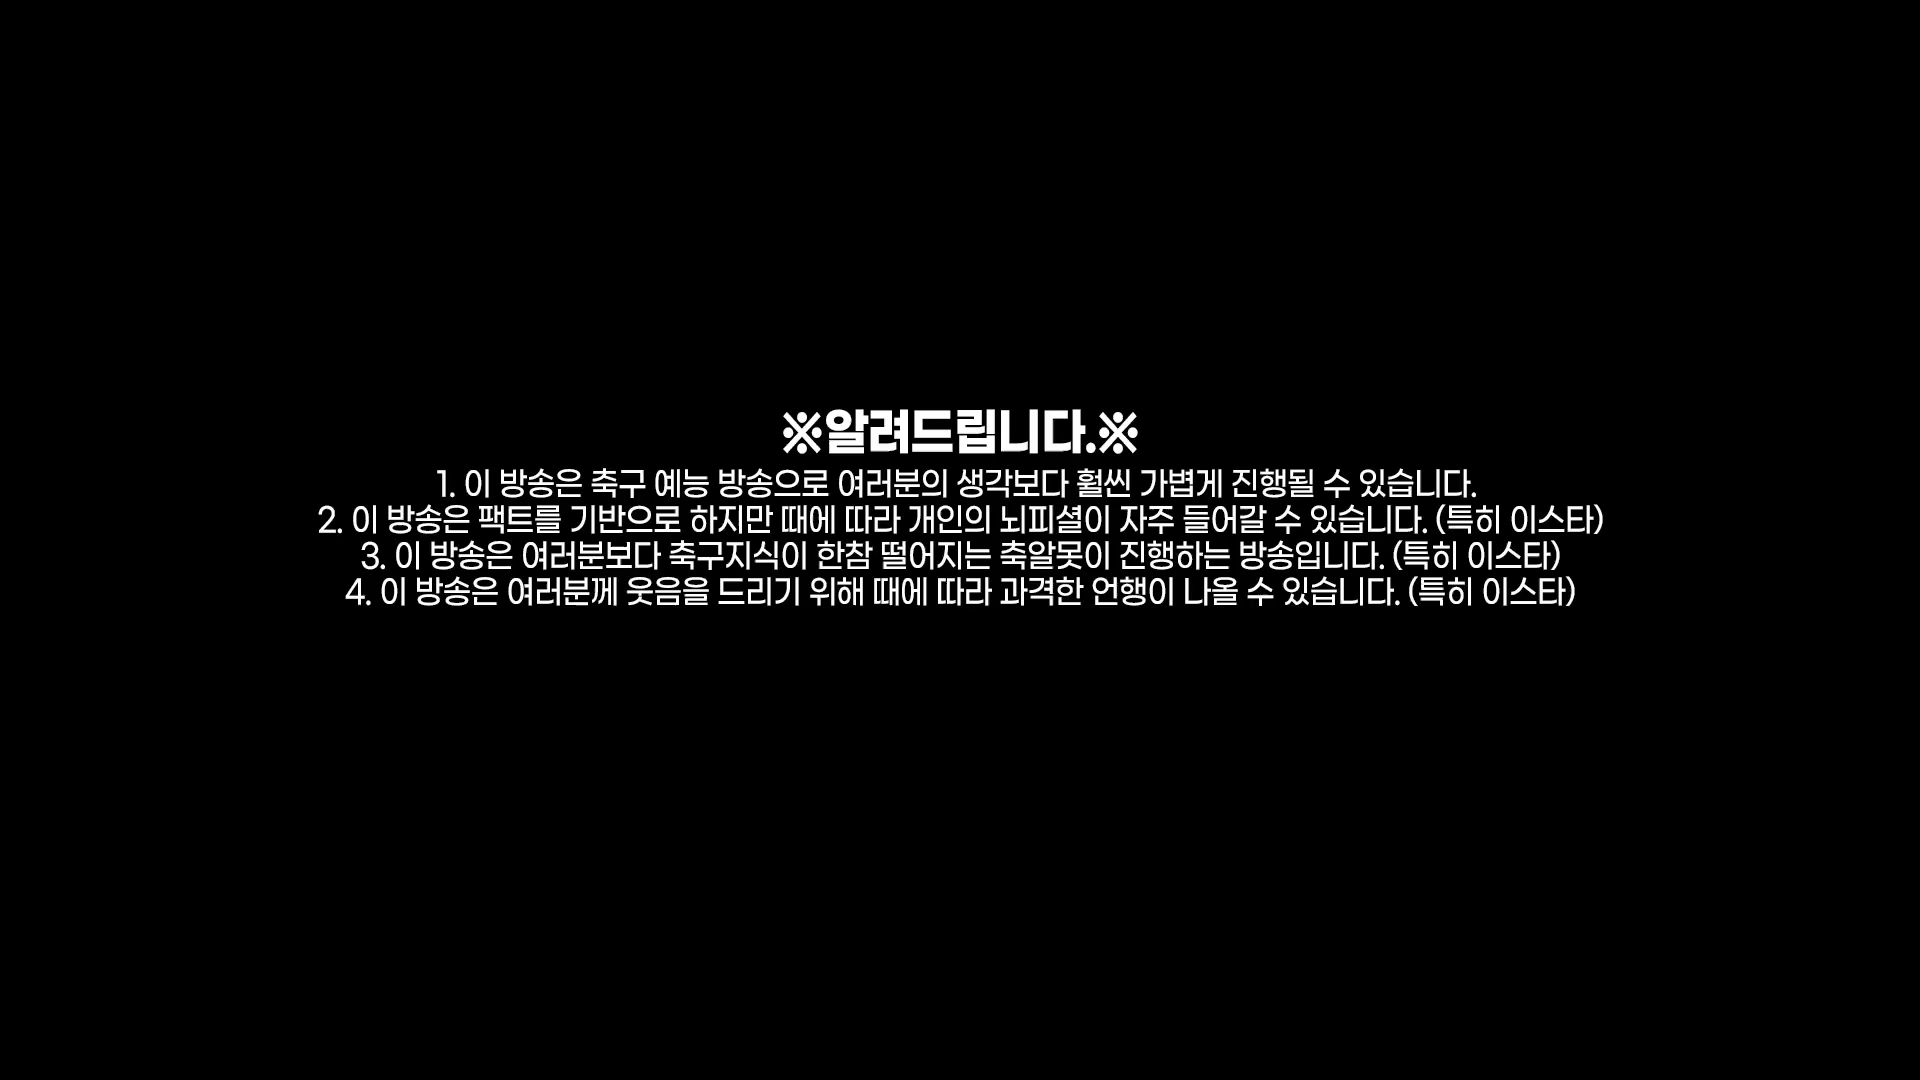 ※알려드립니다.※
1. 이 방송은 축구 예능 방송으로 여러분의 생각보다 훨씬 가볍게 진행될 수 있습니다.
2. 이 방송은 팩트를 기반으로 하지만 때에 따라 개인의 뇌피셜이 자주 들어갈 수 있습니다. (특히 이스타)
3. 이 방송은 여러분보다 축구지식이 한참 떨어지는 축알못이 진행하는 방송입니다. (특히 이스타)
4. 이 방송은 여러분께 웃음을 드리기 위해 때에 따라 과격한 언행이 나올 수 있습니다. (특히 이스타)